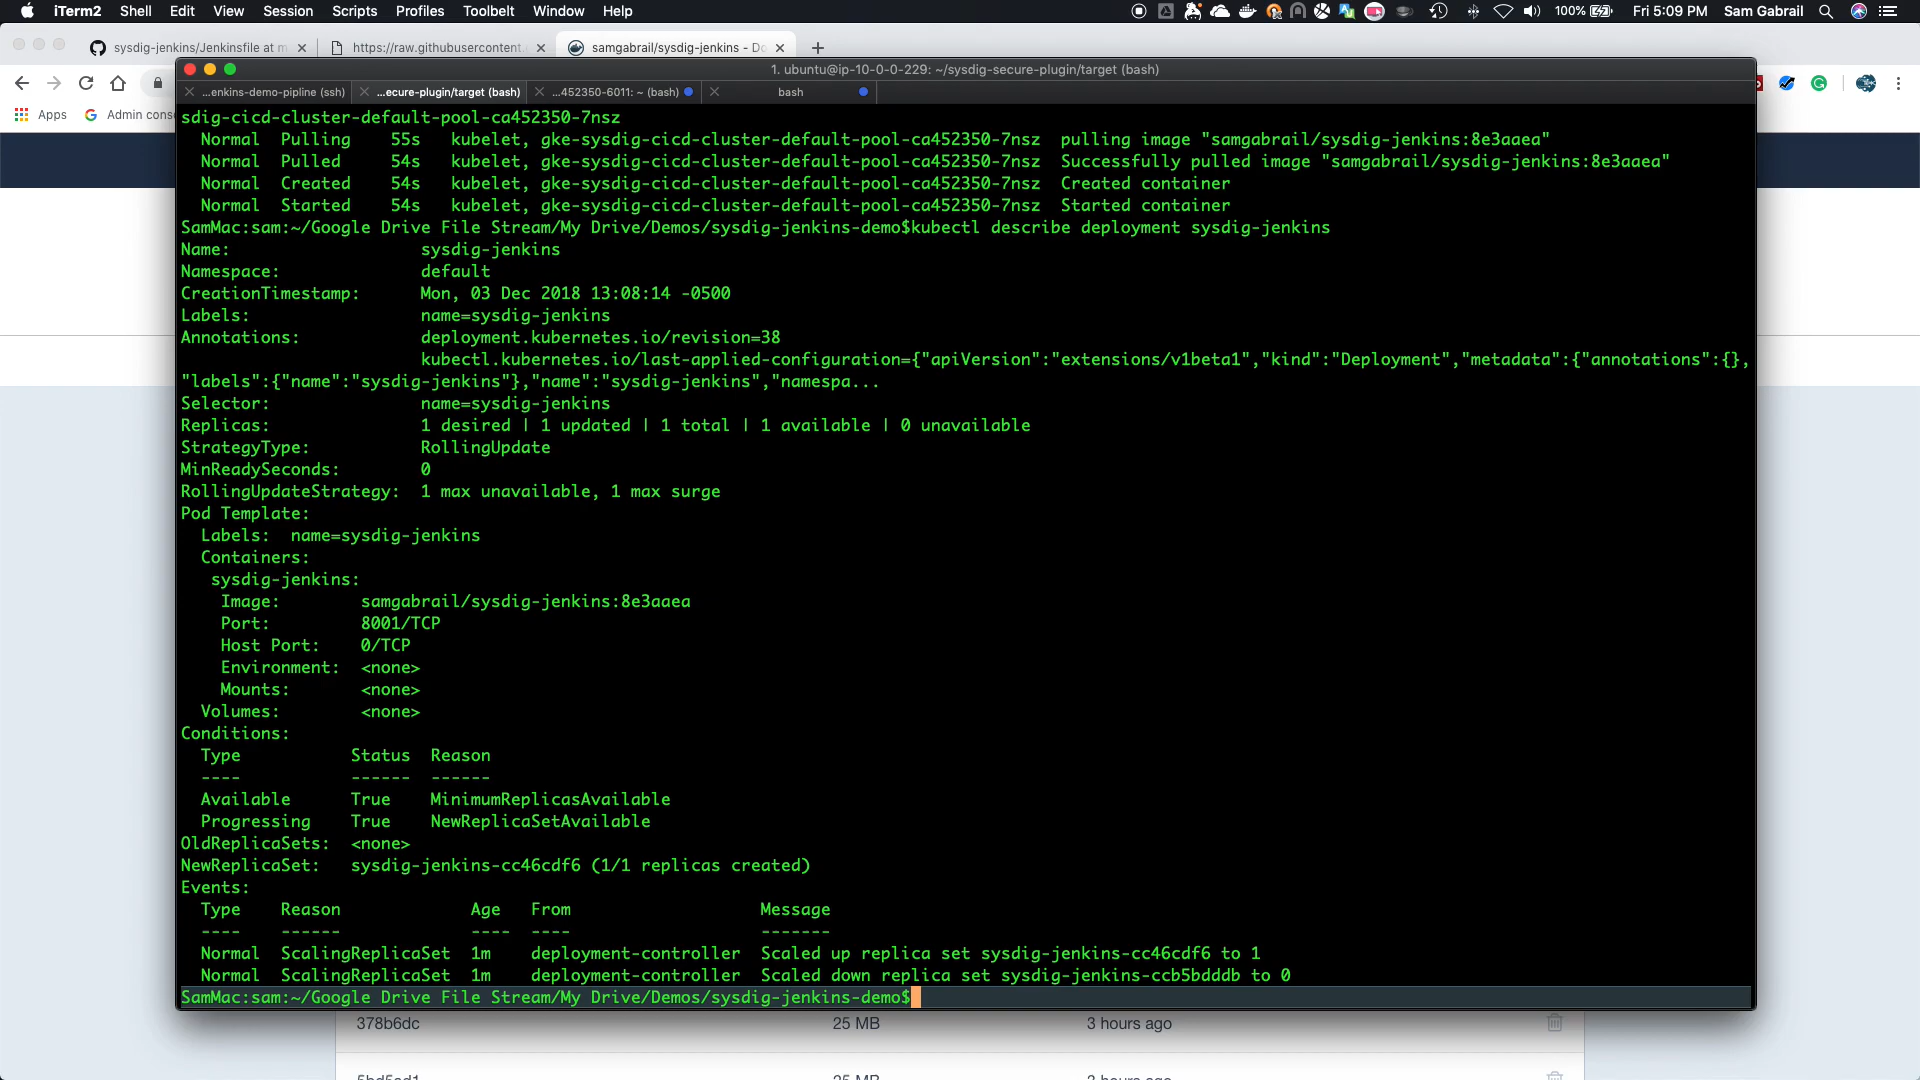 iTerm2 Shell Edit View Session Scripts Profiles Toolbelt Window Help 100% Fri 5:09 PM Sam Gabrail
sysdig-jenkins/Jenkinsfile at m
https://raw.githubusercontent.
samgabrail/sysdig-jenkins - Do
1. ubuntu@ip-10-0-0-229: ~/sysdig-secure-plugin/target (bash)
...enkins-demo-pipline (ssh) ...ecure-plugin/target (bash) ...452350-6011: ~ (bash) bash
Apps Admin cons
sdig-cicd-cluster-default-pool-ca452350-7nsz
Normal Pulling 55s kubelet, gke-sysdig-cicd-cluster-default-pool-ca452350-7nsz pulling image "samgabrail/sysdig-jenkins:8e3aaea"
Normal Pulled 54s kubelet, gke-sysdig-cicd-cluster-default-pool-ca452350-7nsz Successfully pulled image "samgabrail/sysdig-jenkins:8e3aaea"
Normal Created 54s kubelet, gke-sysdig-cicd-cluster-default-pool-ca452350-7nsz Created container
Normal Started 54s kubelet, gke-sysdig-cicd-cluster-default-pool-ca452350-7nsz Started container
SamMac:sam:~/Google Drive File Stream/My Drive/Demos/sysdig-jenkins-demo$kubectl describe deployment sysdig-jenkins
Name: sysdig-jenkins
Namespace: default
CreationTimestamp: Mon, 03 Dec 2018 13:08:14 -0500
Labels: name=sysdig-jenkins
Annotations: deployment.kubernetes.io/revision=38
kubectl.kubernetes.io/last-applied-configuration={"apiVersion":"extensions/v1beta1","kind":"Deployment","metadata":{"annotations":{},
"labels":{"name":"sysdig-jenkins"},"name":"sysdig-jenkins","namespa...
Selector: name=sysdig-jenkins
Replicas: 1 desired | 1 updated | 1 total | 1 available | 0 unavailable
StrategyType: RollingUpdate
MinReadySeconds: 0
RollingUpdateStrategy: 1 max unavailable, 1 max surge
Pod Template:
Labels: name=sysdig-jenkins
Containers:
sysdig-jenkins:
Image: samgabrail/sysdig-jenkins:8e3aaea
Port: 8001/TCP
Host Port: 0/TCP
Environment: <none>
Mounts: <none>
Volumes: <none>
Conditions:
Type Status Reason
---- ------ ------
Available True MinimumReplicasAvailable
Progressing True NewReplicaSetAvailable
OldReplicaSets: <none>
NewReplicaSet: sysdig-jenkins-cc46cdf6 (1/1 replicas created)
Events:
Type Reason Age From Message
---- ------ ---- ---- -------
Normal ScalingReplicaSet 1m deployment-controller Scaled up replica set sysdig-jenkins-cc46cdf6 to 1
Normal ScalingReplicaSet 1m deployment-controller Scaled down replica set sysdig-jenkins-ccb5bdddb to 0
SamMac:sam:~/Google Drive File Stream/My Drive/Demos/sysdig-jenkins-demo$
378b6dc 25 MB 3 hours ago
25 MB 3 hours ago